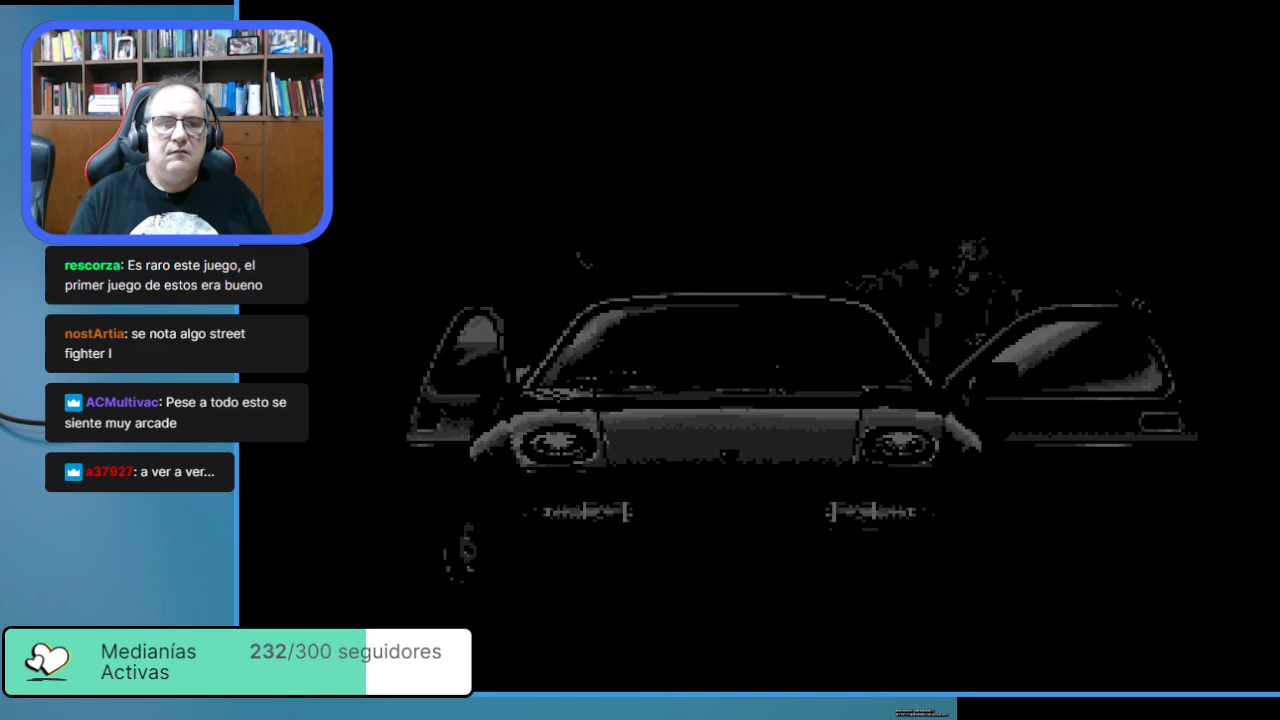 rescorza: Es raro este juego, el
primer juego de estos era bueno
nostArtia: se nota algo street
fighter I
ACMultivac: Pese a todo esto se
siente muy arcade
a37927: a ver a ver...
Medianías
Activas
232/300 seguidores